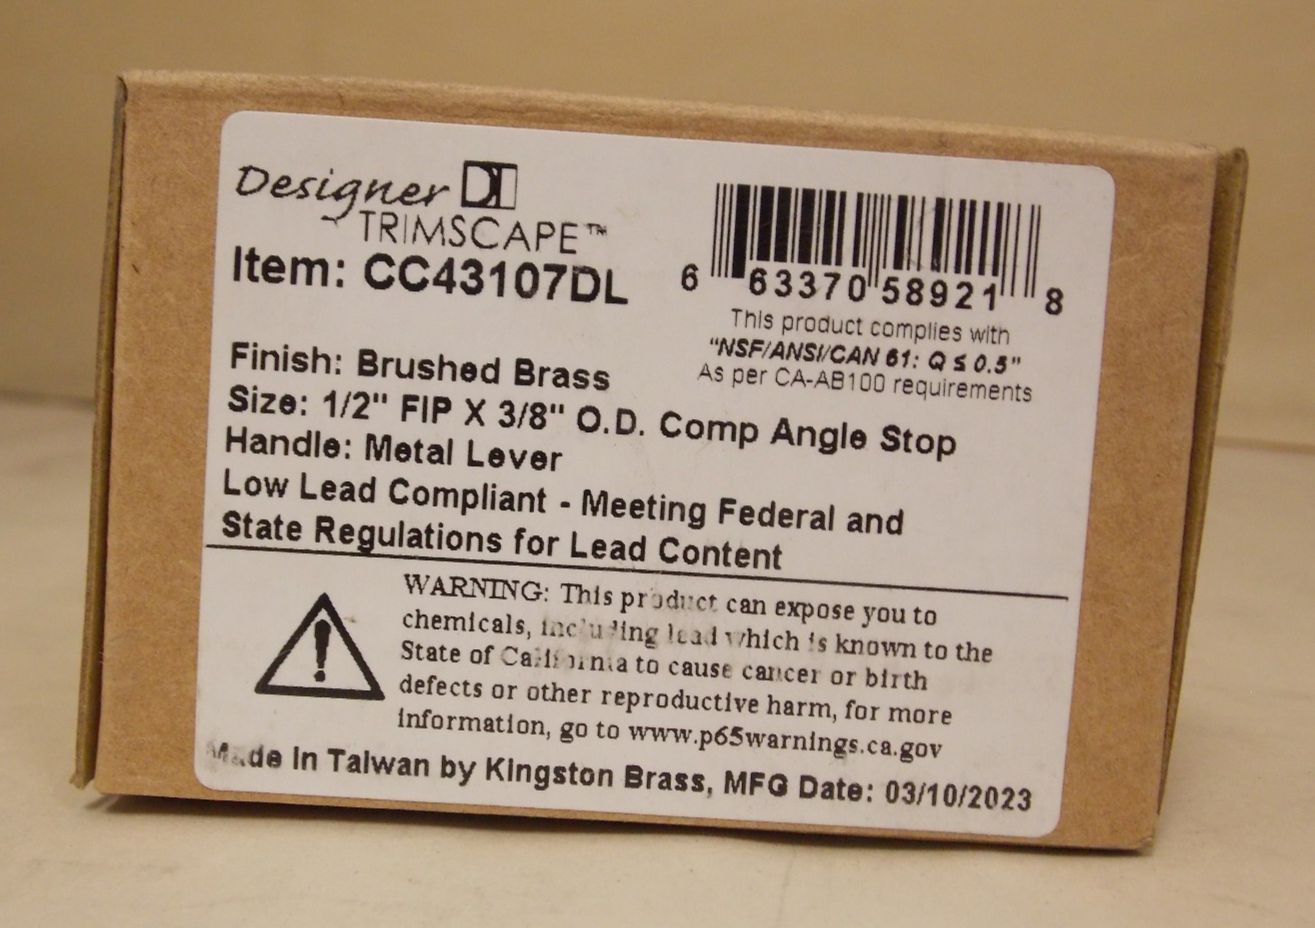 Designer
TRIMSCAPE™
Item: CC43107DL
6 63370 58921 8
This product complies with
"NSF/ANSI/CAN 61: Q ≤ 0.5"
As per CA-AB100 requirements
Finish: Brushed Brass
Size: 1/2" FIP X 3/8" O.D. Comp Angle Stop
Handle: Metal Lever
Low Lead Compliant - Meeting Federal and
State Regulations for Lead Content
WARNING: This product can expose you to
chemicals, including lead which is known to the
State of California to cause cancer or birth
defects or other reproductive harm, for more
information, go to www.p65warnings.ca.gov
Made In Taiwan by Kingston Brass, MFG Date: 03/10/2023